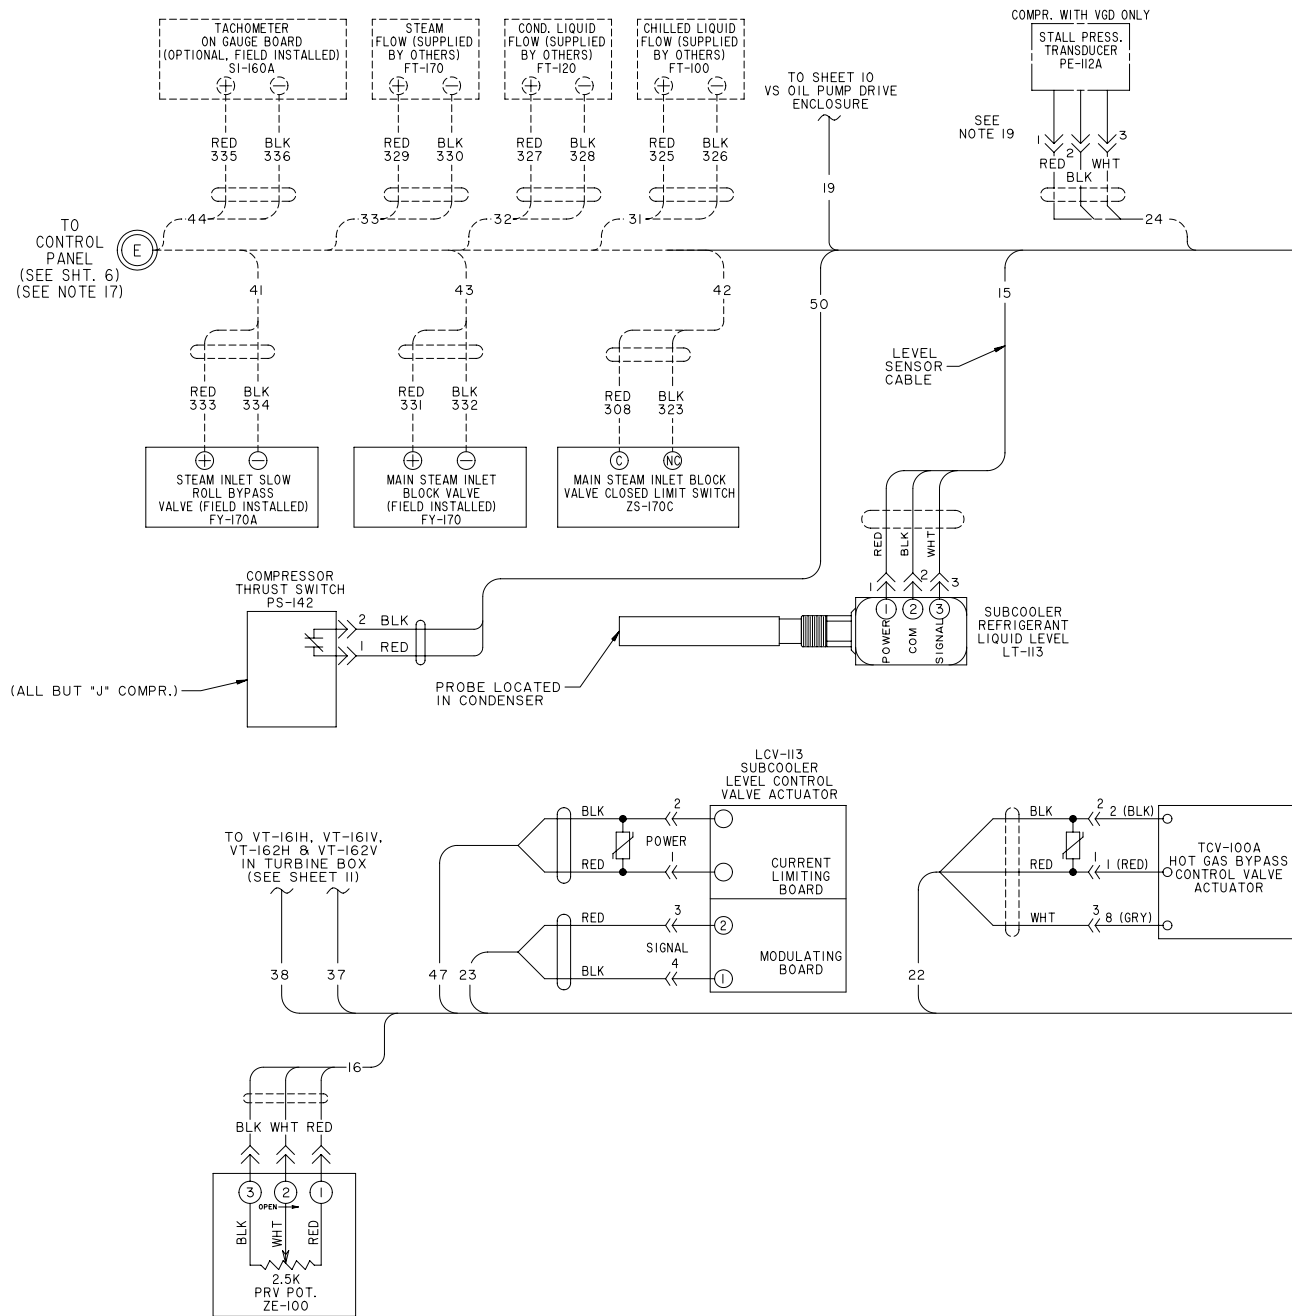 COMPR. WITH VGD ONLY
TACHOMETER
ON GAUGE BOARD
(OPTIONAL, FIELD INSTALLED)
SI-160A
+ −
STEAM
FLOW (SUPPLIED
BY OTHERS)
FT-170
+ −
COND. LIQUID
FLOW (SUPPLIED
BY OTHERS)
FT-120
+ −
CHILLED LIQUID
FLOW (SUPPLIED
BY OTHERS)
FT-100
+ −
TO SHEET 10
VS OIL PUMP DRIVE
ENCLOSURE
STALL PRESS.
TRANSDUCER
PE-112A
SEE
NOTE 19
1 2 3
RED BLK WHT
RED BLK
335 336
RED BLK
329 330
RED BLK
327 328
RED BLK
325 326
19
44 33 32 31 24
TO
CONTROL
PANEL
(SEE SHT. 6)
(SEE NOTE 17)
E
41 43 42 50 15
LEVEL
SENSOR
CABLE
RED BLK
333 334
RED BLK
331 332
RED BLK
308 323
+ −
STEAM INLET SLOW
ROLL BYPASS
VALVE (FIELD INSTALLED)
FY-170A
+ −
MAIN STEAM INLET
BLOCK VALVE
(FIELD INSTALLED)
FY-170
C NC
MAIN STEAM INLET BLOCK
VALVE CLOSED LIMIT SWITCH
ZS-170C
RED BLK WHT
1 2 3
1 2 3
POWER COM SIGNAL
SUBCOOLER
REFRIGERANT
LIQUID LEVEL
LT-113
COMPRESSOR
THRUST SWITCH
PS-142
2 BLK
1 RED
(ALL BUT "J" COMPR.)
PROBE LOCATED
IN CONDENSER
LCV-113
SUBCOOLER
LEVEL CONTROL
VALVE ACTUATOR
BLK 2
POWER
RED 1
CURRENT
LIMITING
BOARD
RED 3 2
SIGNAL
BLK 4 1
MODULATING
BOARD
BLK 2 2 (BLK)
RED 1 1 (RED)
WHT 3 8 (GRY)
TCV-100A
HOT GAS BYPASS
CONTROL VALVE
ACTUATOR
TO VT-161H, VT-161V,
VT-162H & VT-162V
IN TURBINE BOX
(SEE SHEET 11)
38 37 47 23 22
16
BLK WHT RED
3 2 1
OPEN
BLK WHT RED
2.5K
PRV POT.
ZE-100